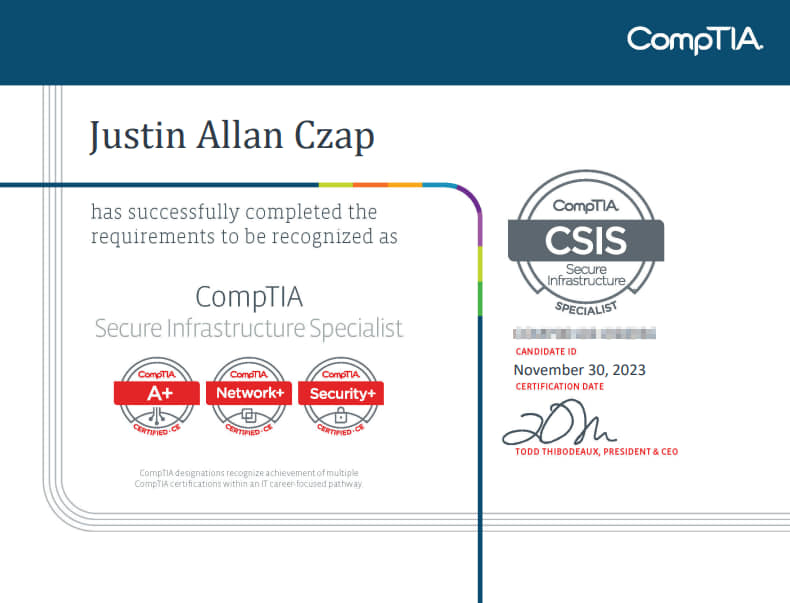 CompTIA.
Justin Allan Czap
has successfully completed the
requirements to be recognized as
CompTIA
Secure Infrastructure Specialist
CompTIA.
A+
CERTIFIED•CE
CompTIA.
Network+
CERTIFIED•CE
CompTIA.
Security+
CERTIFIED•CE
CompTIA designations recognize achievement of multiple
CompTIA certifications within an IT career-focused pathway.
CompTIA.
CSIS
Secure
Infrastructure
SPECIALIST
CANDIDATE ID
November 30, 2023
CERTIFICATION DATE
TODD THIBODEAUX, PRESIDENT & CEO